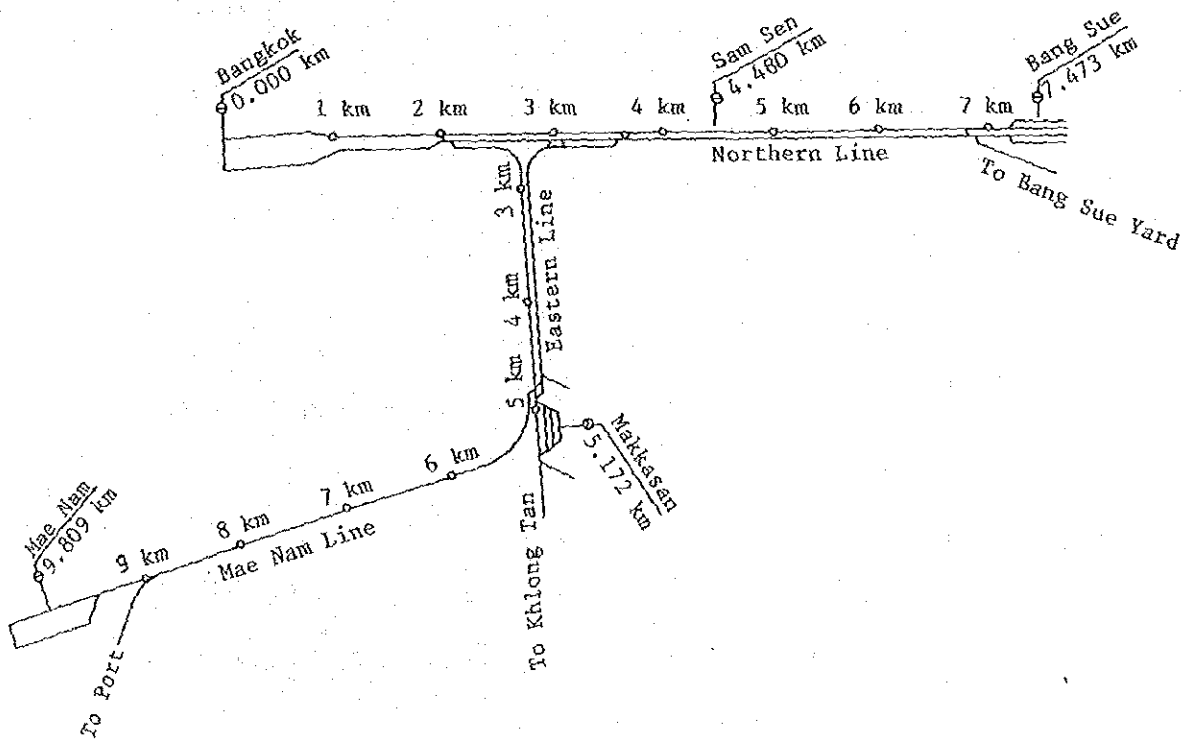 Bangkok
0.000 km
1 km
2 km
3 km
4 km
Sam Sen
4.480 km
5 km
6 km
7 km
Bang Sue
7.473 km
Northern Line
To Bang Sue Yard
3 km
4 km
Eastern Line
5 km
Makkasan
5.172 km
6 km
7 km
8 km
9 km
Mae Nam Line
Mae Nam
9.809 km
To Khlong Tan
To Port